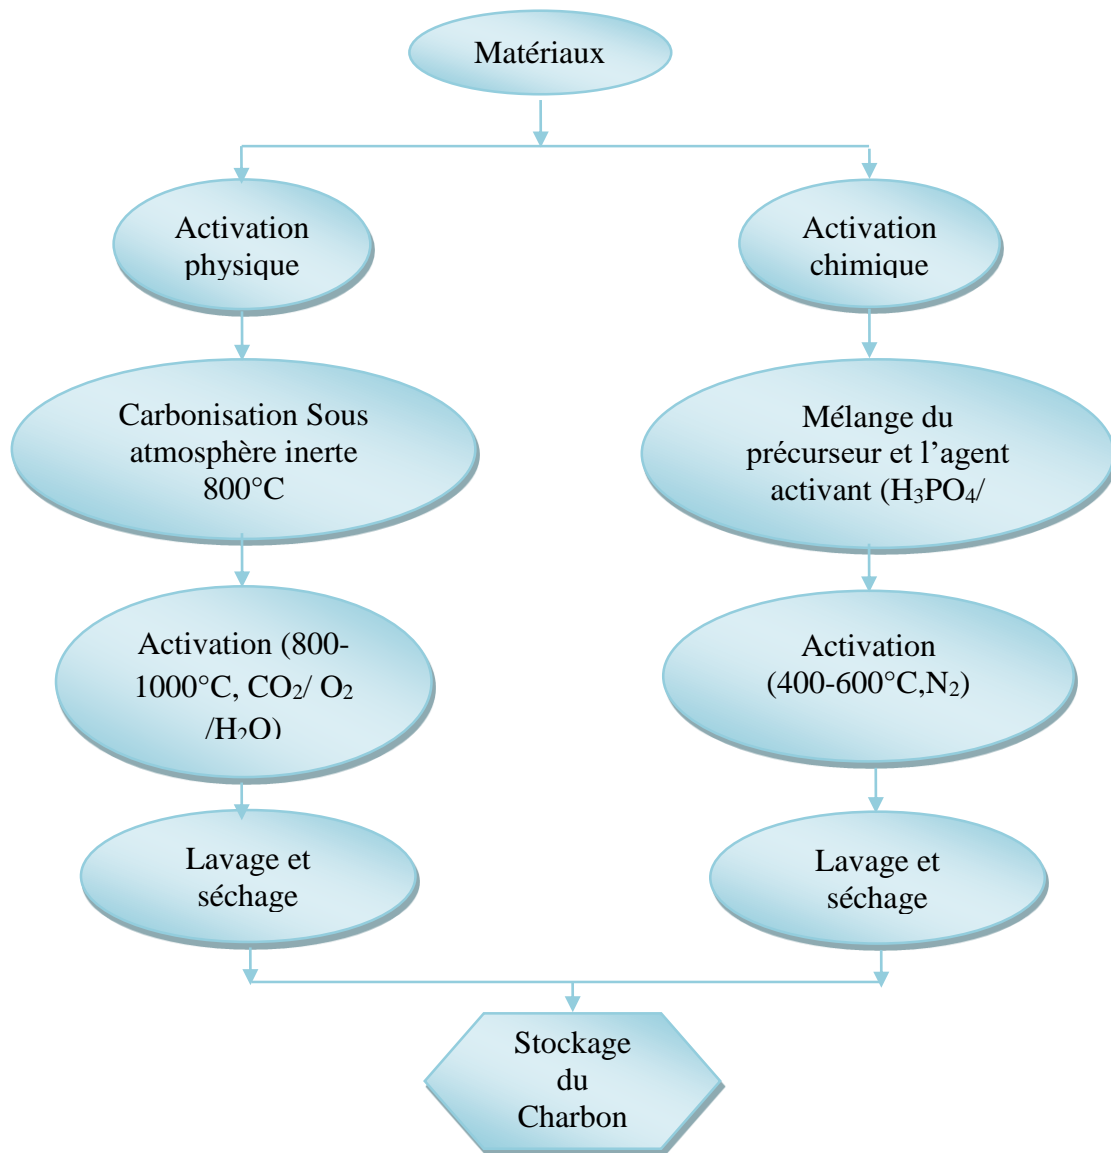 Matériaux
Activation
physique
Activation
chimique
Carbonisation Sous
atmosphère inerte
800°C
Mélange du
précurseur et l’agent
activant (H₃PO₄/
Activation (800-
1000°C, CO₂/ O₂
/H₂O)
Activation
(400-600°C,N₂)
Lavage et
séchage
Lavage et
séchage
Stockage
du
Charbon